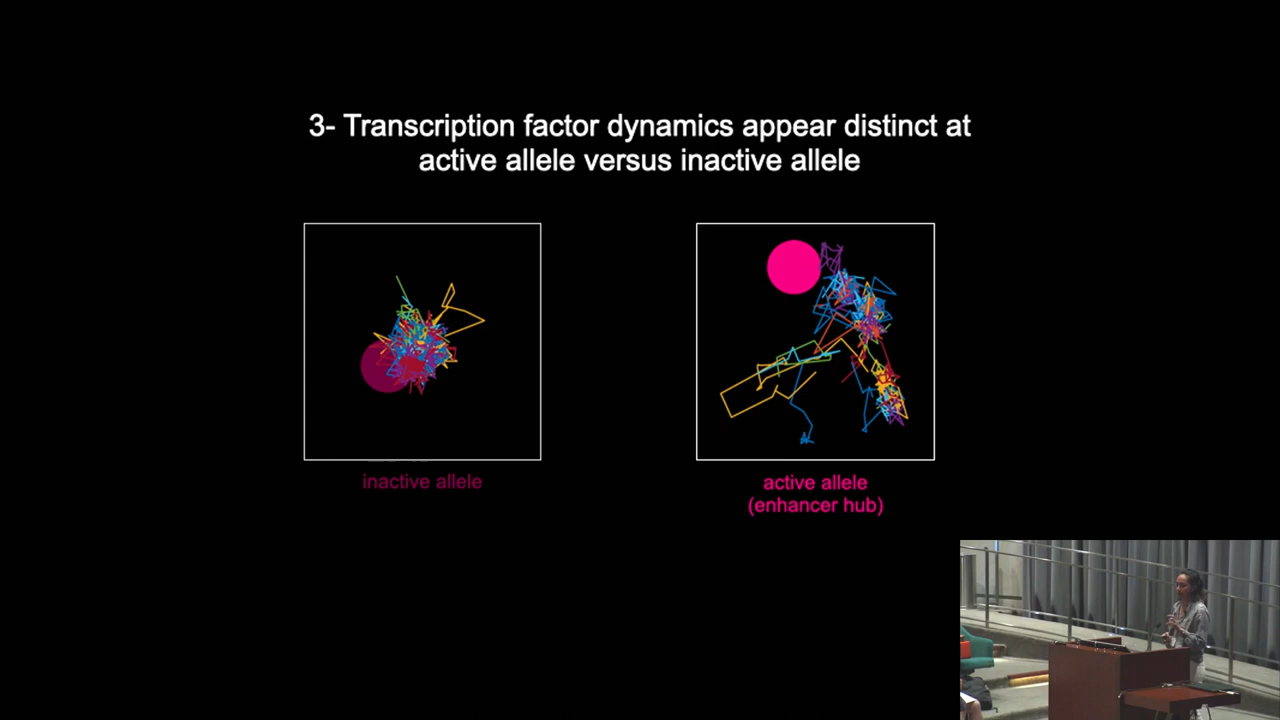 3- Transcription factor dynamics appear distinct at
active allele versus inactive allele
inactive allele
active allele
(enhancer hub)